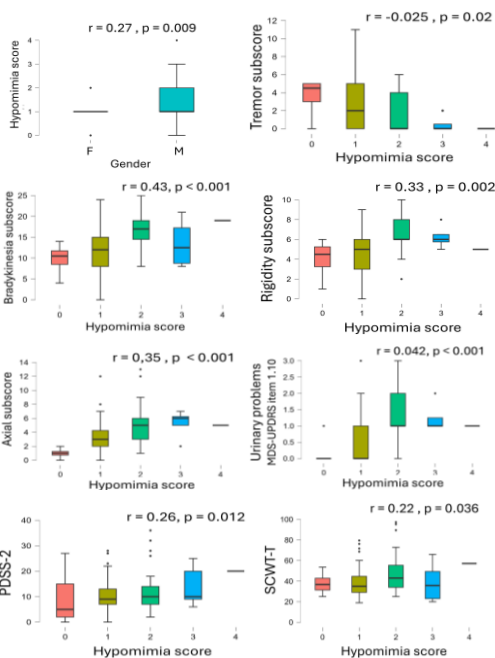 r = 0.27 , p = 0.009
Hypomimia score
4
3
2
1
0
F M
Gender
r = -0.025 , p = 0.02
Tremor subscore
12
10
8
6
4
2
0
0 1 2 3 4
Hypomimia score
r = 0.43, p < 0.001
Bradykinesia subscore
25
20
15
10
5
0
0 1 2 3 4
Hypomimia score
r = 0.33 , p = 0.002
Rigidity subscore
10
8
6
4
2
0
0 1 2 3 4
Hypomimia score
r = 0,35 , p < 0.001
Axial subscore
14
12
10
8
6
4
2
0
0 1 2 3 4
Hypomimia score
r = 0.042, p < 0.001
Urinary problems
MDS-UPDRS item 1.10
3.0
2.5
2.0
1.5
1.0
0.5
0.0
0 1 2 3 4
Hypomimia score
r = 0.26, p = 0.012
PDSS-2
40
30
20
10
0
0 1 2 3 4
Hypomimia score
r = 0.22 , p = 0.036
SCWT-T
100
80
60
40
20
0
0 1 2 3 4
Hypomimia score